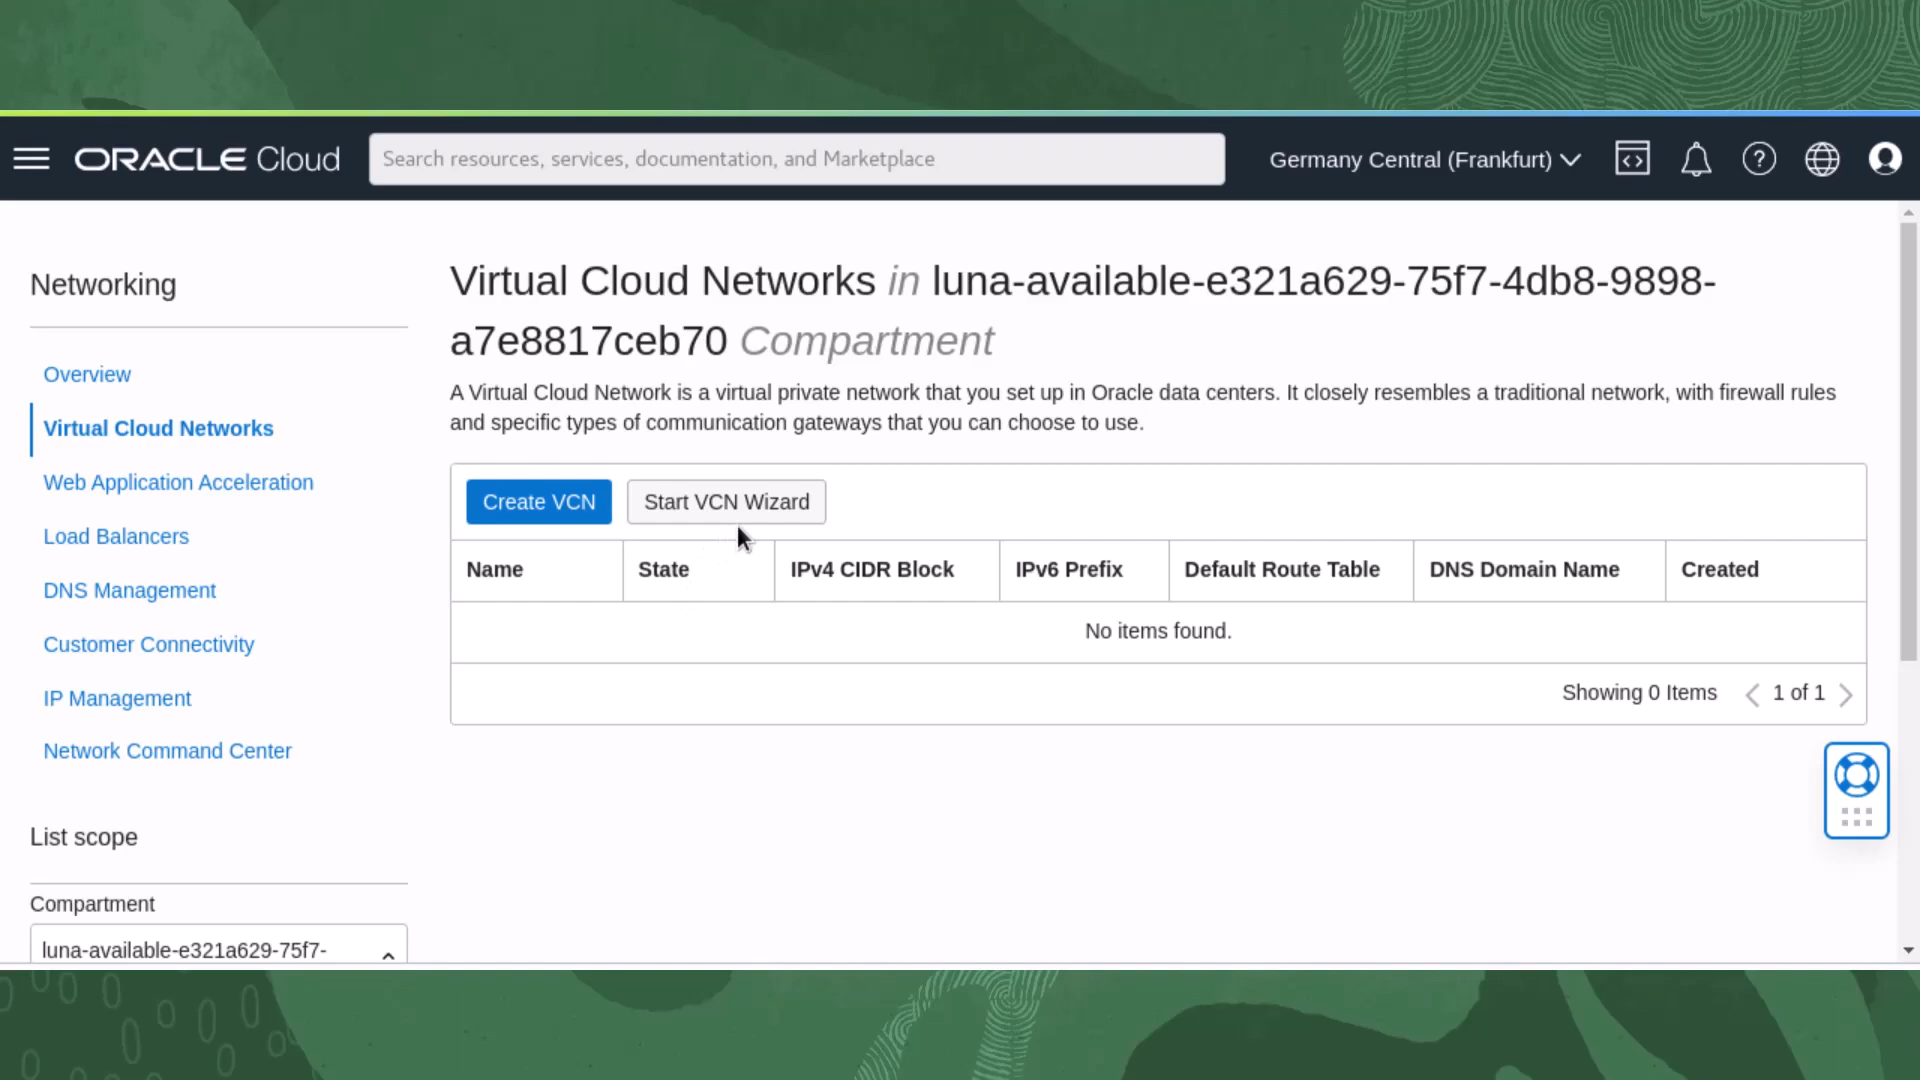 ORACLE Cloud
Search resources, services, documentation, and Marketplace
Germany Central (Frankfurt)
Networking
Overview
Virtual Cloud Networks
Web Application Acceleration
Load Balancers
DNS Management
Customer Connectivity
IP Management
Network Command Center
List scope
Compartment
luna-available-e321a629-75f7-
Virtual Cloud Networks in luna-available-e321a629-75f7-4db8-9898-
a7e8817ceb70 Compartment
A Virtual Cloud Network is a virtual private network that you set up in Oracle data centers. It closely resembles a traditional network, with firewall rules
and specific types of communication gateways that you can choose to use.
Create VCN Start VCN Wizard
Name State IPv4 CIDR Block IPv6 Prefix Default Route Table DNS Domain Name Created
No items found.
Showing 0 Items 1 of 1